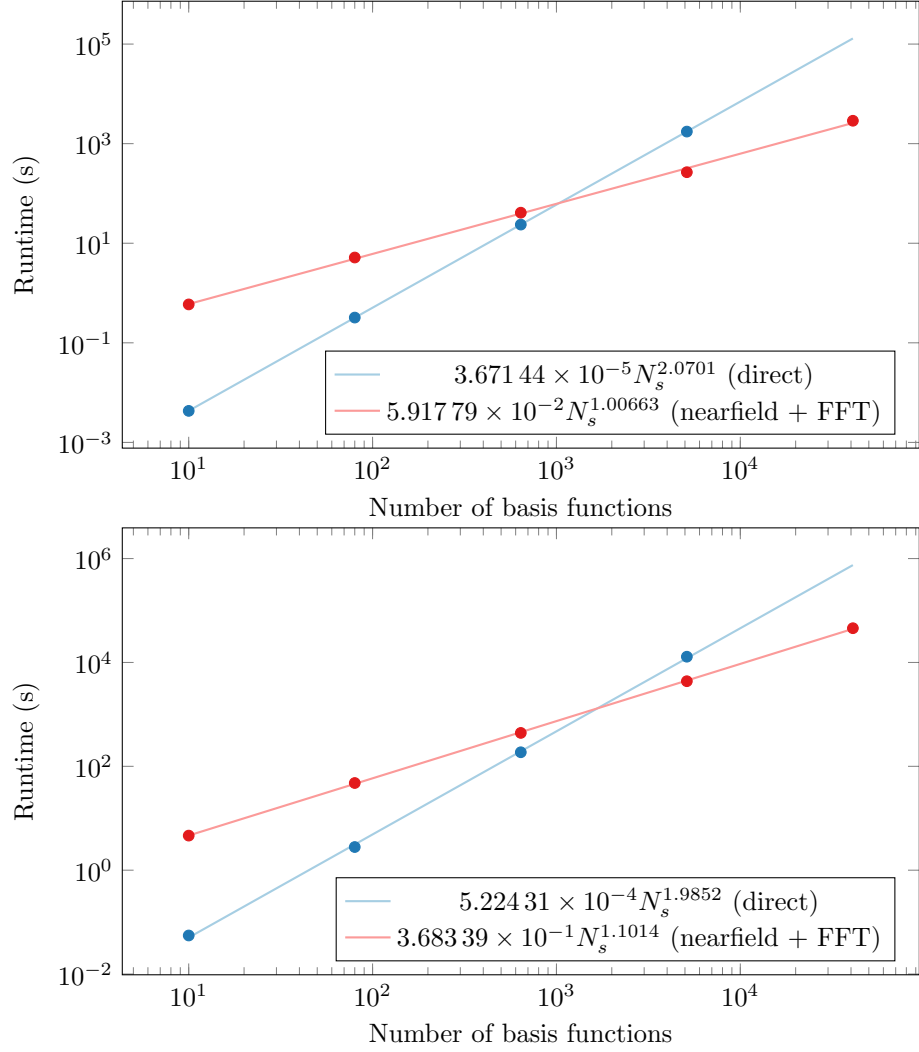 10^5
10^3
10^1
10^−1
10^−3
Runtime (s)
3.671 44 × 10^−5 N_s^2.0701 (direct)
5.917 79 × 10^−2 N_s^1.00663 (nearfield + FFT)
10^1 10^2 10^3 10^4
Number of basis functions
10^6
10^4
10^2
10^0
10^−2
Runtime (s)
5.224 31 × 10^−4 N_s^1.9852 (direct)
3.683 39 × 10^−1 N_s^1.1014 (nearfield + FFT)
10^1 10^2 10^3 10^4
Number of basis functions